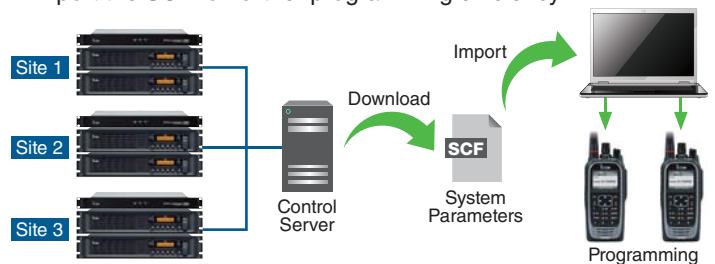 Import
Site 1
Download
Site 2
SCF
System
Parameters
Control
Server
Site 3
Programming